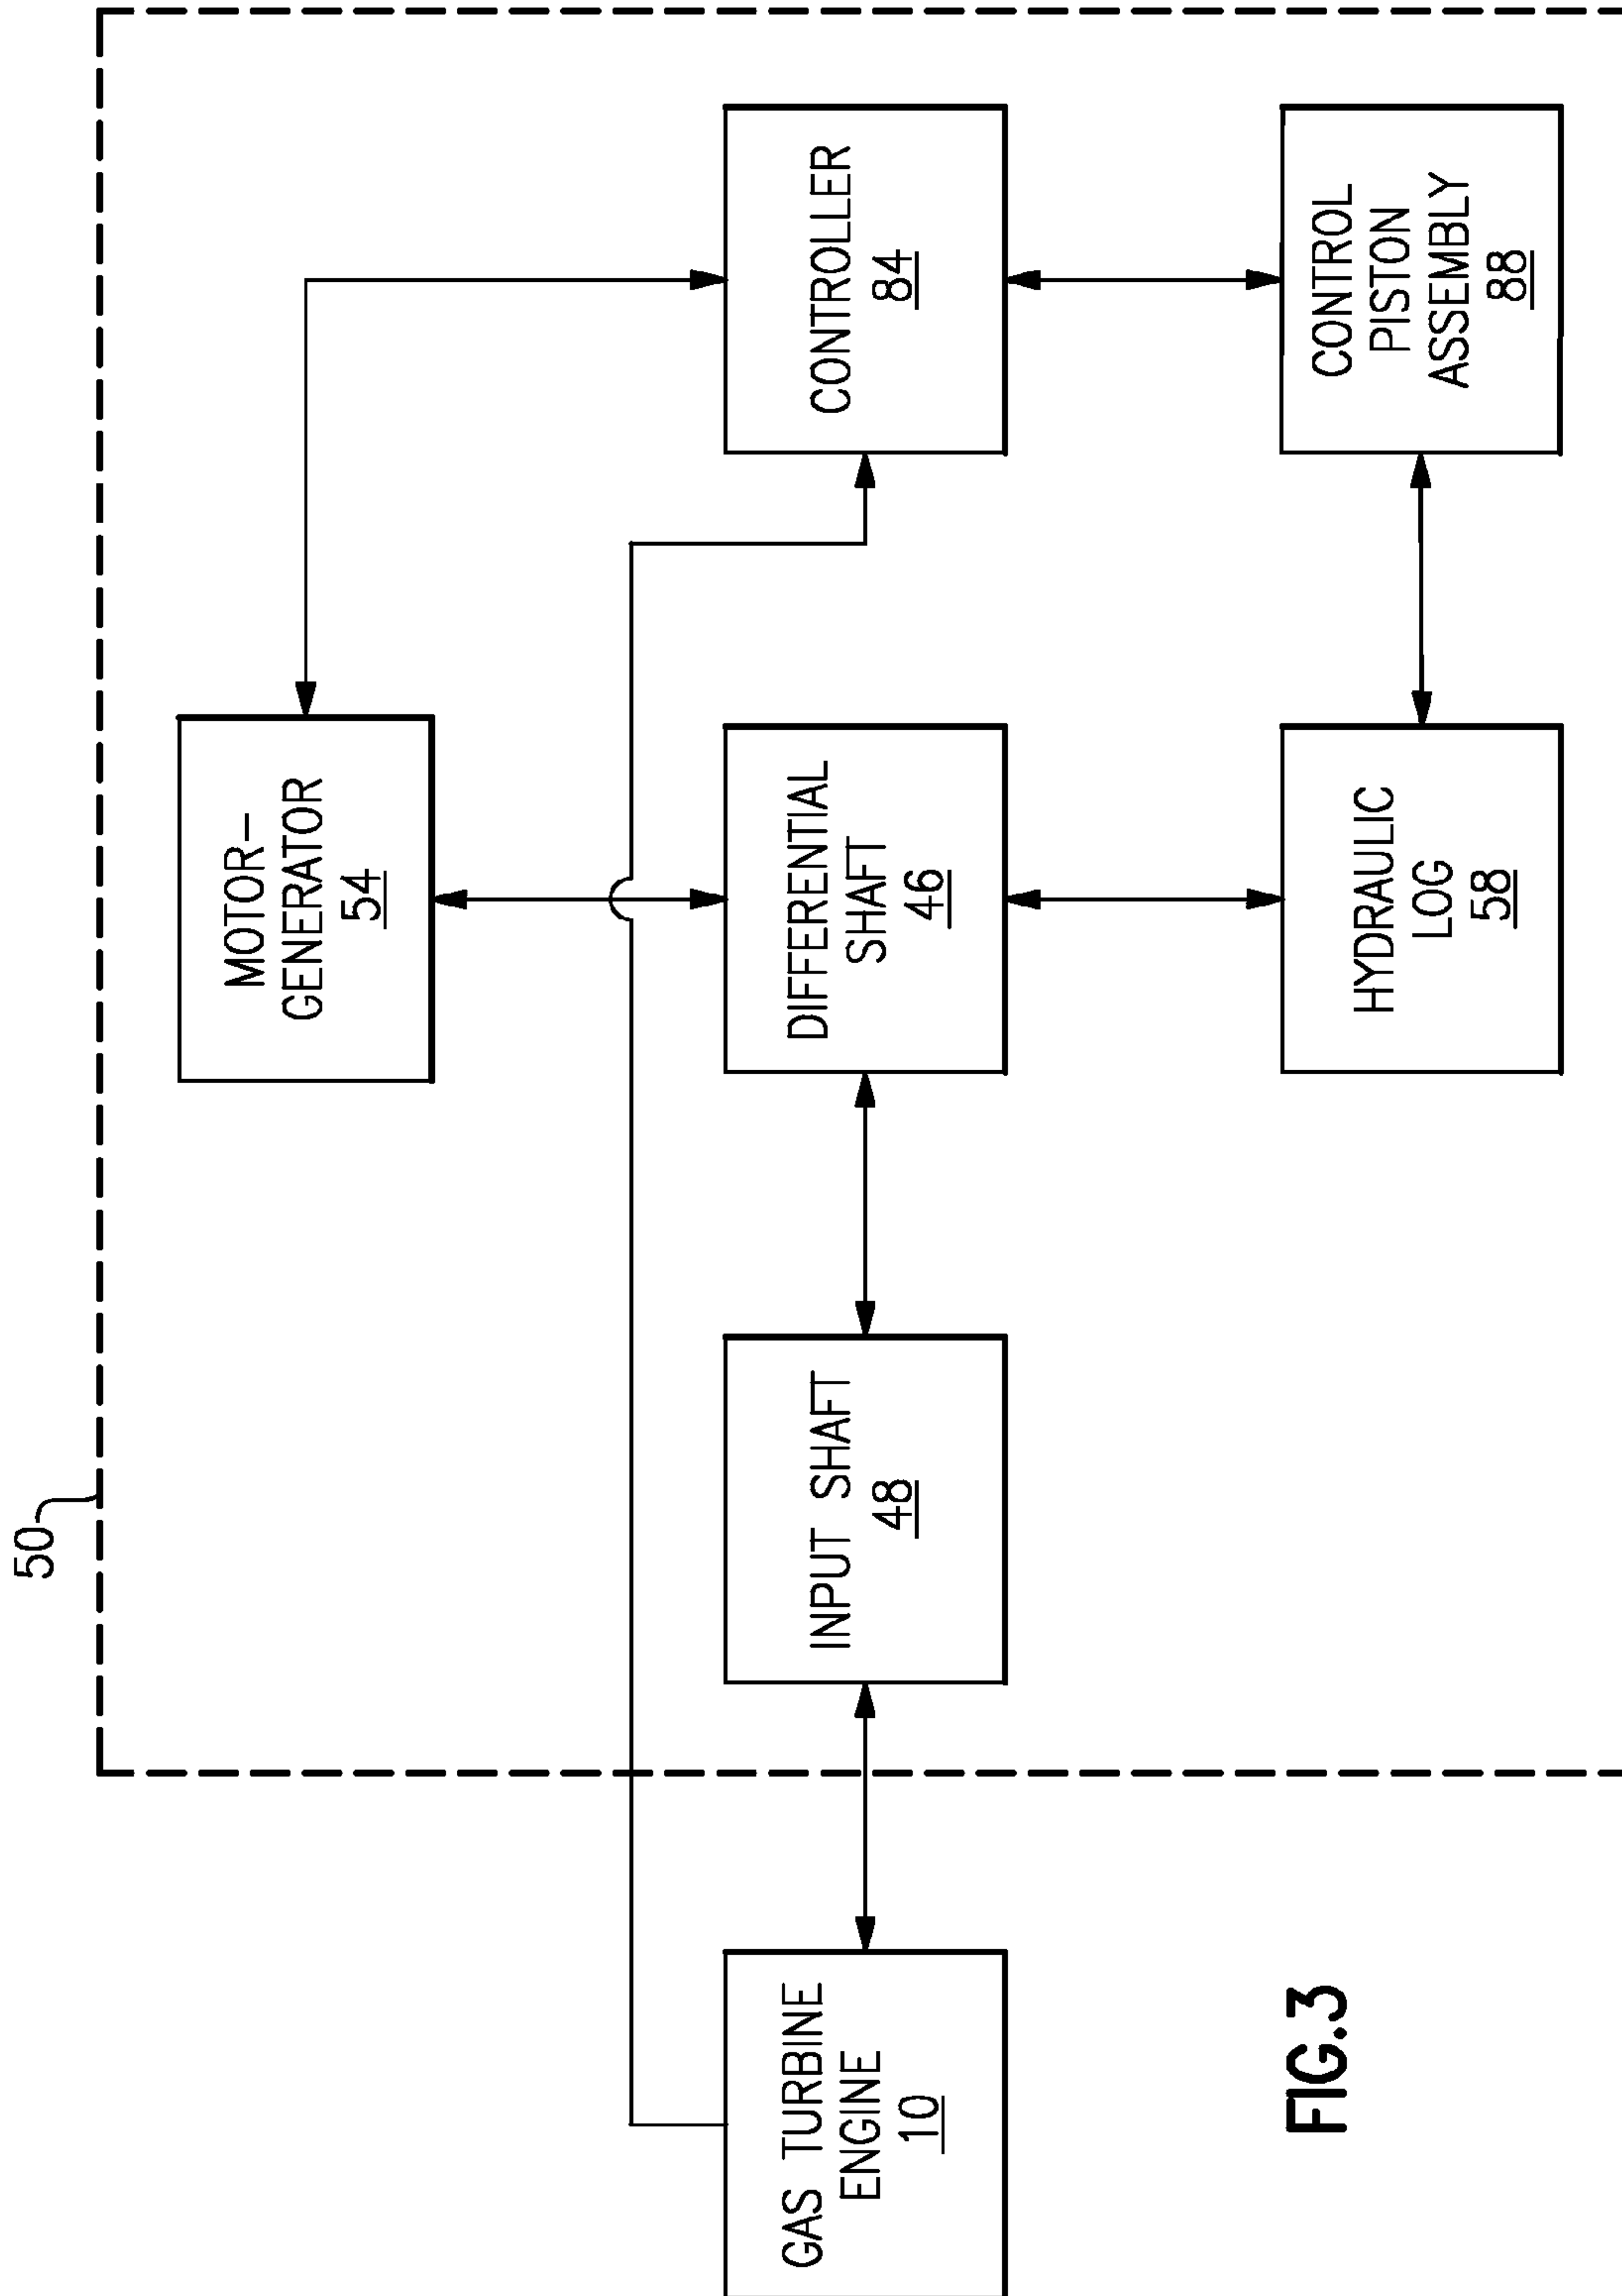 50
MOTOR-
GENERATOR
54
GAS TURBINE
ENGINE
10
INPUT SHAFT
48
DIFFERENTIAL
SHAFT
46
CONTROLLER
84
HYDRAULIC
LOG
58
CONTROL
PISTON
ASSEMBLY
88
FIG.3